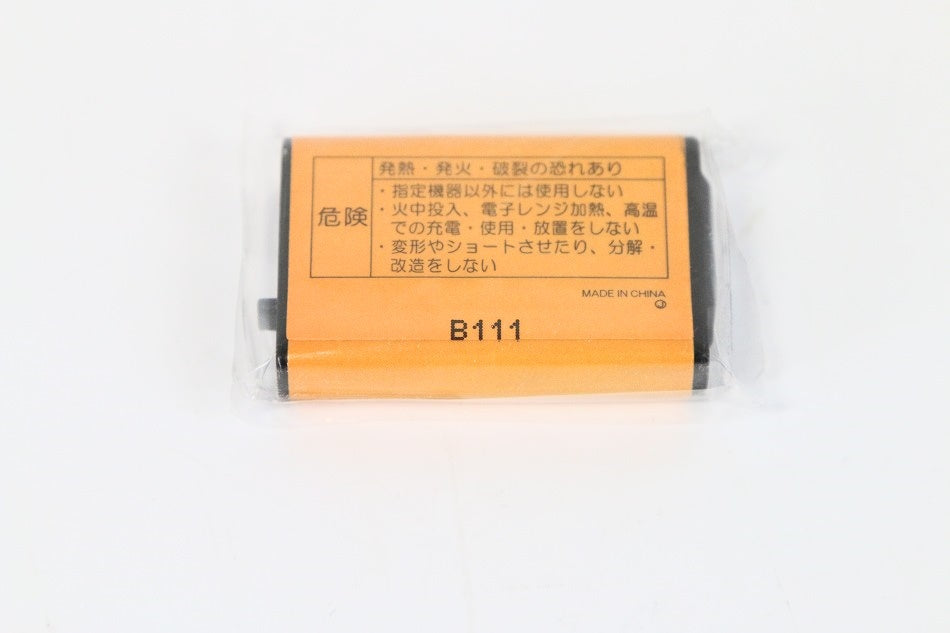 発熱・発火・破裂の恐れあり
危険
・指定機器以外には使用しない
・火中投入、電子レンジ加熱、高温
での充電・使用・放置をしない
・変形やショートさせたり、分解・
改造をしない
MADE IN CHINA
B111